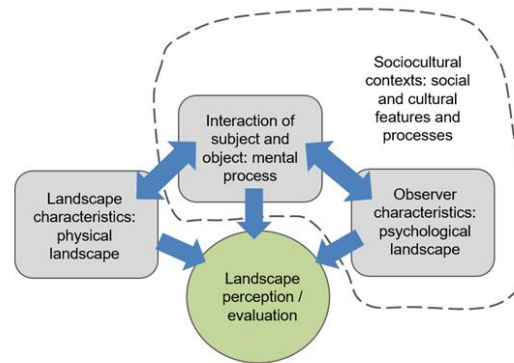 Sociocultural
contexts: social
and cultural
features and
processes
Interaction of
subject and
object: mental
process
Landscape
characteristics:
physical
landscape
Observer
characteristics:
psychological
landscape
Landscape
perception /
evaluation